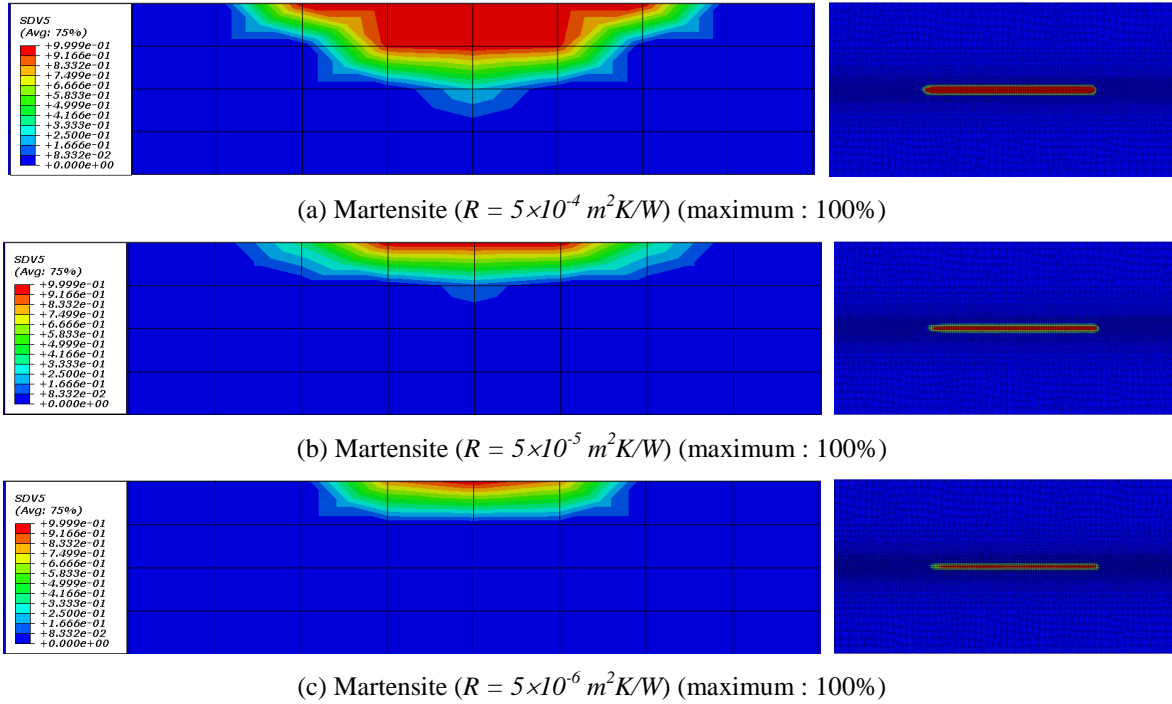 SDV5
(Avg: 75%)
+9.999e-01
+9.166e-01
+8.332e-01
+7.499e-01
+6.666e-01
+5.833e-01
+4.999e-01
+4.166e-01
+3.333e-01
+2.500e-01
+1.666e-01
+8.332e-02
+0.000e+00
(a) Martensite (R = 5×10⁻⁴ m²K/W) (maximum : 100%)
SDV5
(Avg: 75%)
+9.999e-01
+9.166e-01
+8.332e-01
+7.499e-01
+6.666e-01
+5.833e-01
+4.999e-01
+4.166e-01
+3.333e-01
+2.500e-01
+1.666e-01
+8.332e-02
+0.000e+00
(b) Martensite (R = 5×10⁻⁵ m²K/W) (maximum : 100%)
SDV5
(Avg: 75%)
+9.999e-01
+9.166e-01
+8.332e-01
+7.499e-01
+6.666e-01
+5.833e-01
+4.999e-01
+4.166e-01
+3.333e-01
+2.500e-01
+1.666e-01
+8.332e-02
+0.000e+00
(c) Martensite (R = 5×10⁻⁶ m²K/W) (maximum : 100%)